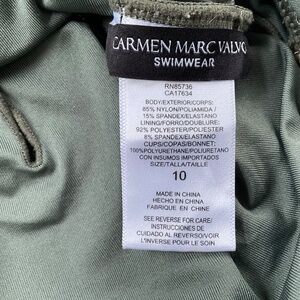 CARMEN MARC VALVO
SWIMWEAR
RN85736
CA17634
BODY/EXTERIOR/CORPS:
85% NYLON/POLIAMIDA /
15% SPANDEX/ELASTANO
LINING/FORRO/DOUBLURE:
92% POLYESTER/POLIESTER
8% SPANDEX/ELASTANO
CUPS/COPAS/BONNET:
100%POLYURETHANE/POLIURETANO
CON INSUMOS IMPORTADOS
SIZE/TALLA/TAILLE
10
MADE IN CHINA
HECHO EN CHINA
FABRIQUE EN CHINE
SEE REVERSE FOR CARE/
INSTRUCCIONES DE
CUIDADO AL REVERSO/VOIR
L'INVERSE POUR LE SOIN